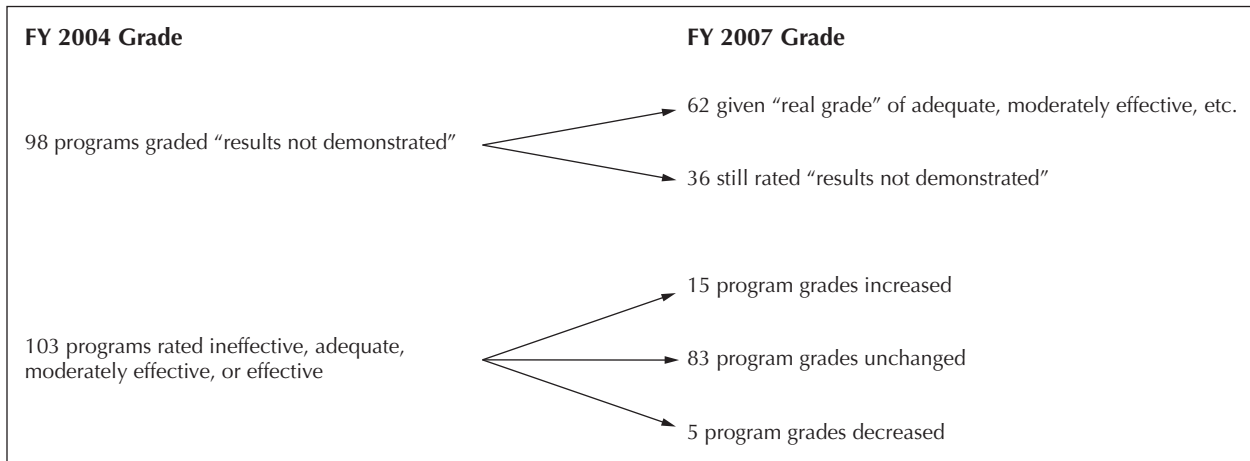 FY 2004 Grade
FY 2007 Grade
62 given “real grade” of adequate, moderately effective, etc.
98 programs graded “results not demonstrated”
36 still rated “results not demonstrated”
15 program grades increased
103 programs rated ineffective, adequate,
moderately effective, or effective
83 program grades unchanged
5 program grades decreased